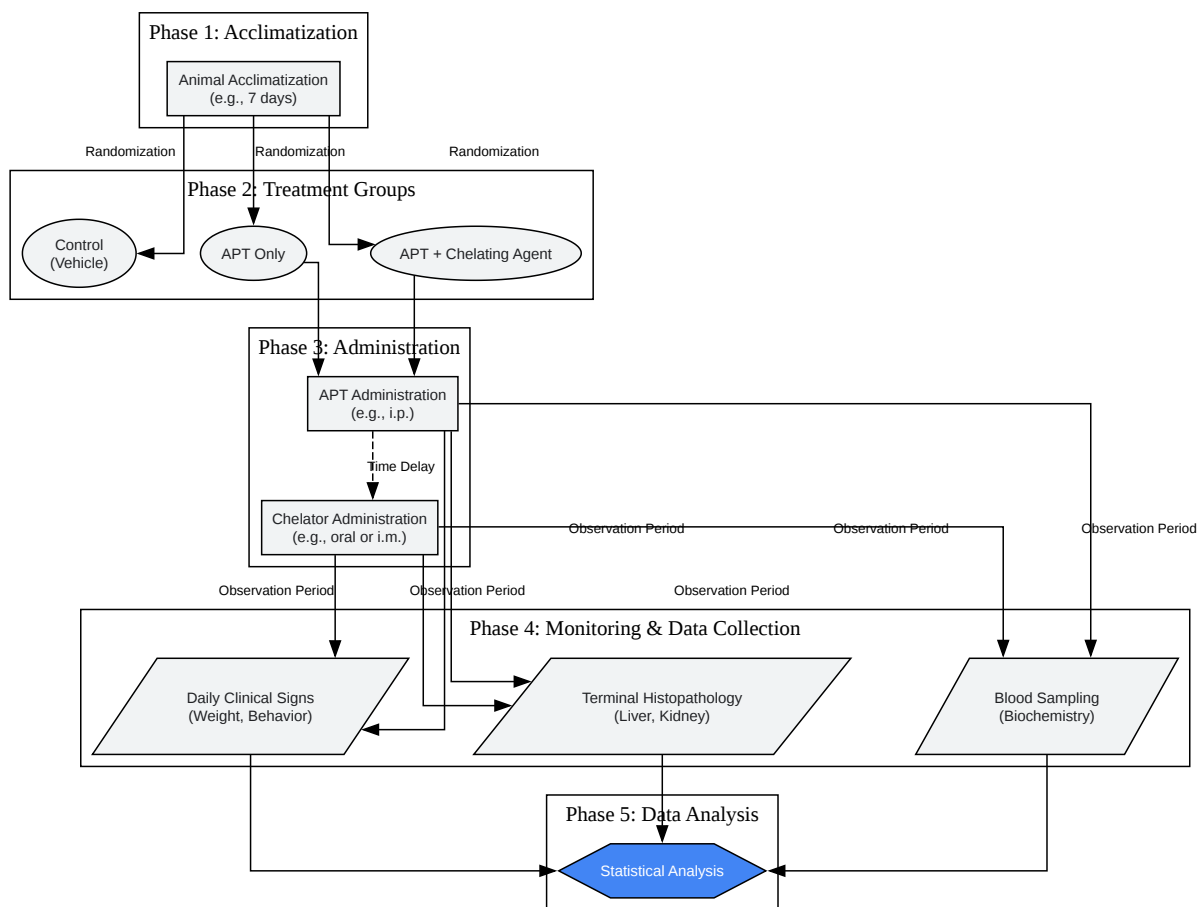 Phase 1: Acclimatization
Animal Acclimatization
(e.g., 7 days)
Randomization
Randomization
Randomization
Phase 2: Treatment Groups
Control
(Vehicle)
APT Only
APT + Chelating Agent
Phase 3: Administration
APT Administration
(e.g., i.p.)
Time Delay
Chelator Administration
(e.g., oral or i.m.)
Observation Period
Observation Period
Observation Period
Observation Period
Observation Period
Observation Period
Phase 4: Monitoring & Data Collection
Daily Clinical Signs
(Weight, Behavior)
Terminal Histopathology
(Liver, Kidney)
Blood Sampling
(Biochemistry)
Phase 5: Data Analysis
Statistical Analysis